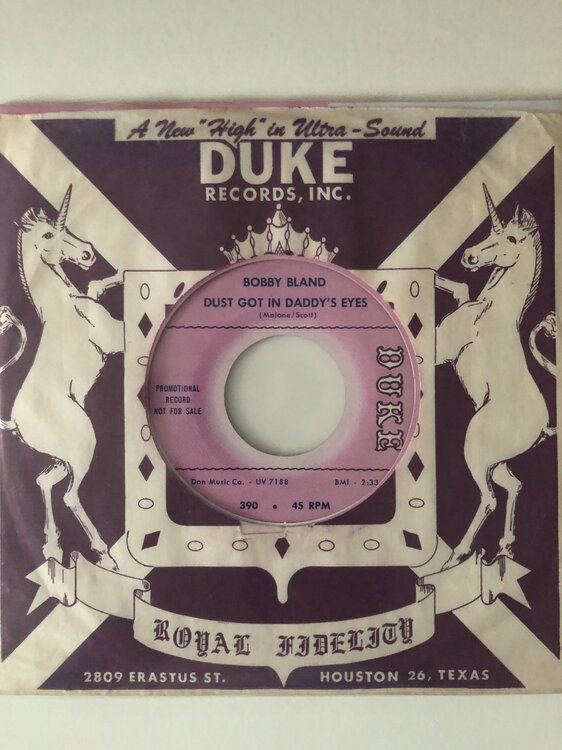 A New "High" in Ultra-Sound
DUKE
RECORDS, INC.
BOBBY BLAND
DUST GOT IN DADDY'S EYES
(Malone/Scott)
DUKE
PROMOTIONAL
RECORD
NOT FOR SALE
Don Music Co. - UV 7188
BMI - 2:33
390 • 45 RPM
ROYAL FIDELITY
2809 ERASTUS ST. HOUSTON 26, TEXAS